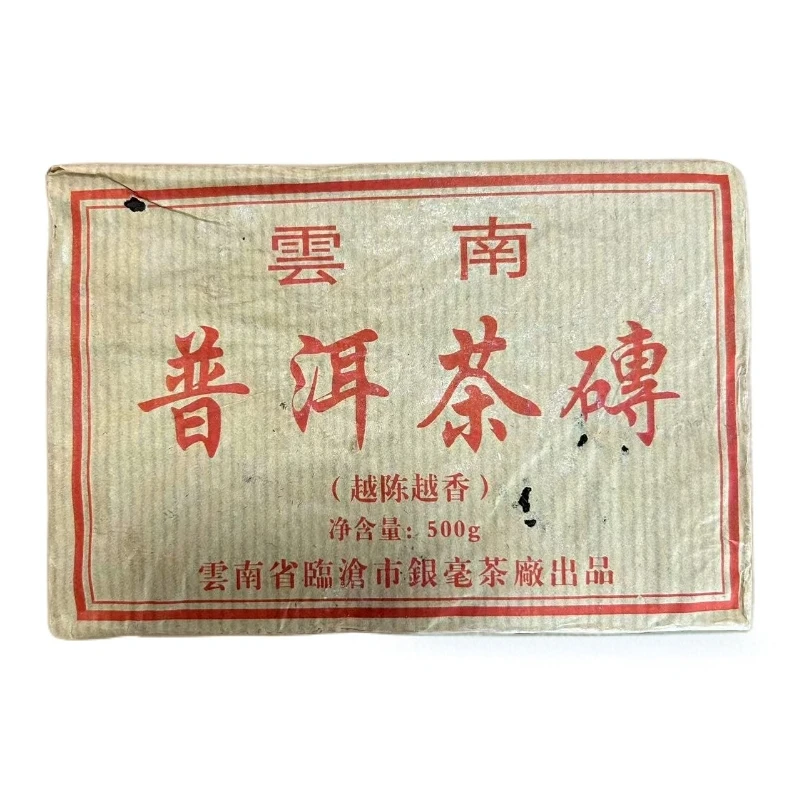 雲南
普洱茶磚
（越陈越香）
净含量：500g
雲南省臨滄市銀毫茶廠出品